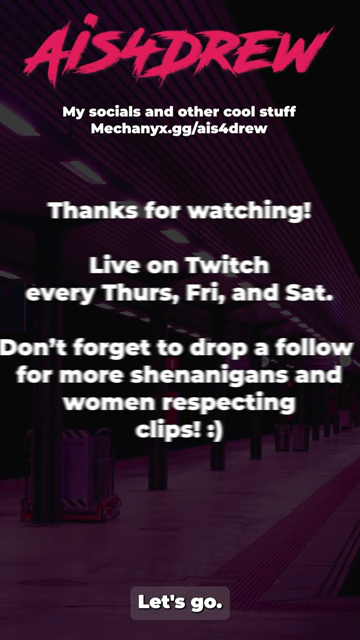 AiS4DREW
My socials and other cool stuff
Mechanyx.gg/ais4drew
Thanks for watching!
Live on Twitch
every Thurs, Fri, and Sat.
Don't forget to drop a follow
for more shenanigans and
women respecting
clips! :)
Let's go.